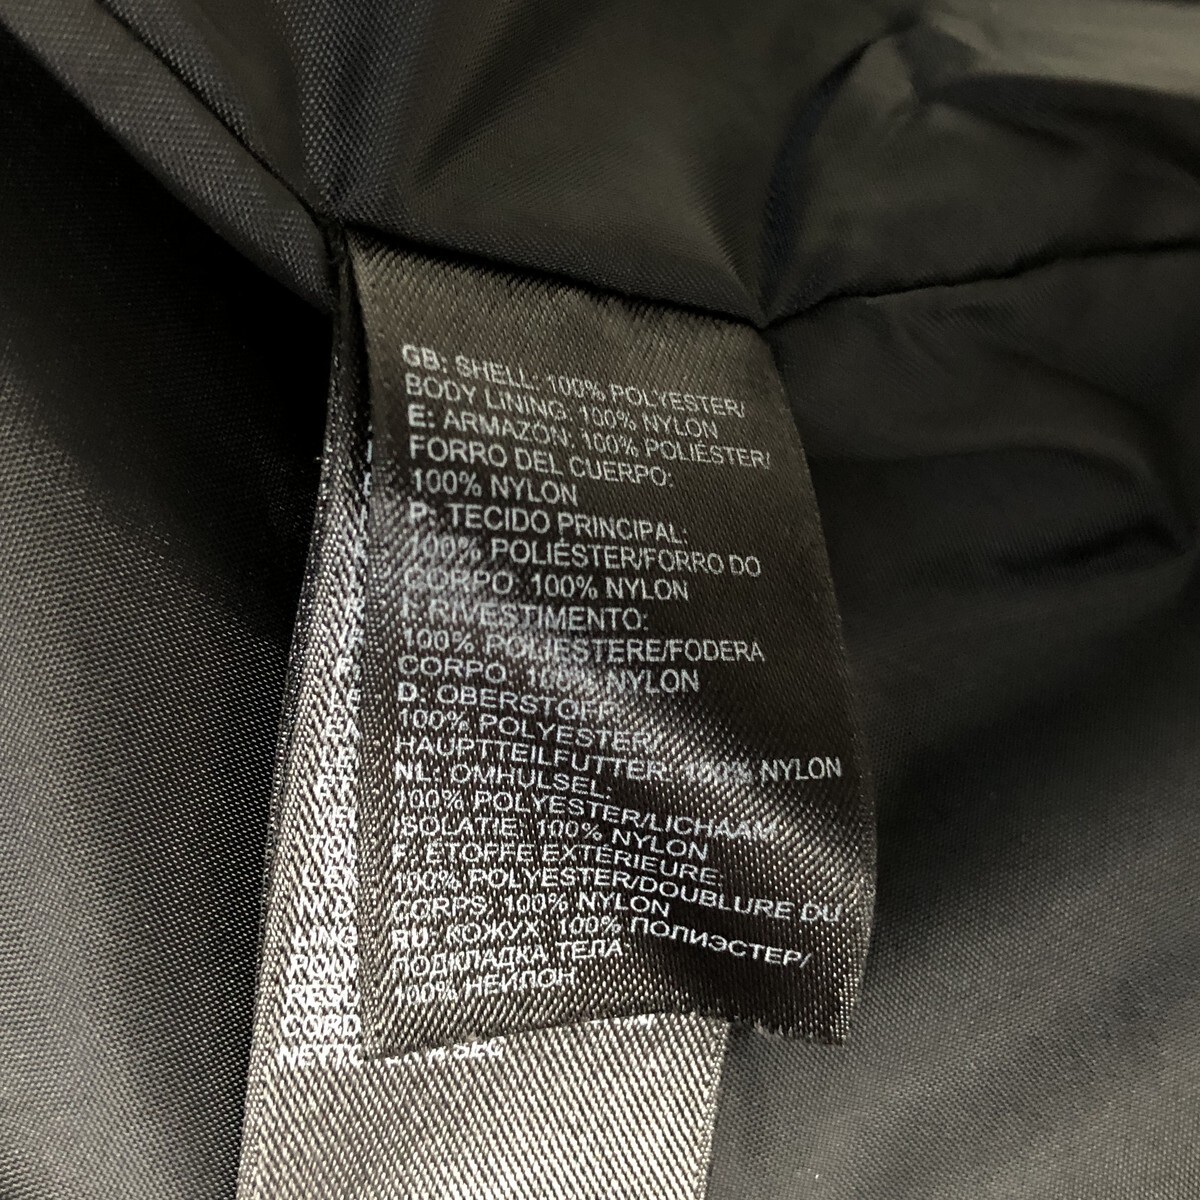 GB: SHELL: 100% POLYESTER/
BODY LINING: 100% NYLON
E: ARMAZON: 100% POLIÉSTER/
FORRO DEL CUERPO:
100% NYLON
P: TECIDO PRINCIPAL:
100% POLIÉSTER/FORRO DO
CORPO: 100% NYLON
I: RIVESTIMENTO:
100% POLIESTERE/FODERA
CORPO: 100% NYLON
D: OBERSTOFF:
100% POLYESTER/
HAUPTTEILFUTTER: 100% NYLON
NL: OMHULSEL:
100% POLYESTER/LICHAAM
ISOLATIE: 100% NYLON
F: ÉTOFFE EXTÉRIEURE
100% POLYESTER/DOUBLURE DU
CORPS: 100% NYLON
RU: КОЖУХ: 100% ПОЛИЭСТЕР/
ПОДКЛАДКА ТЕЛА
100% НЕЙЛОН
SEC